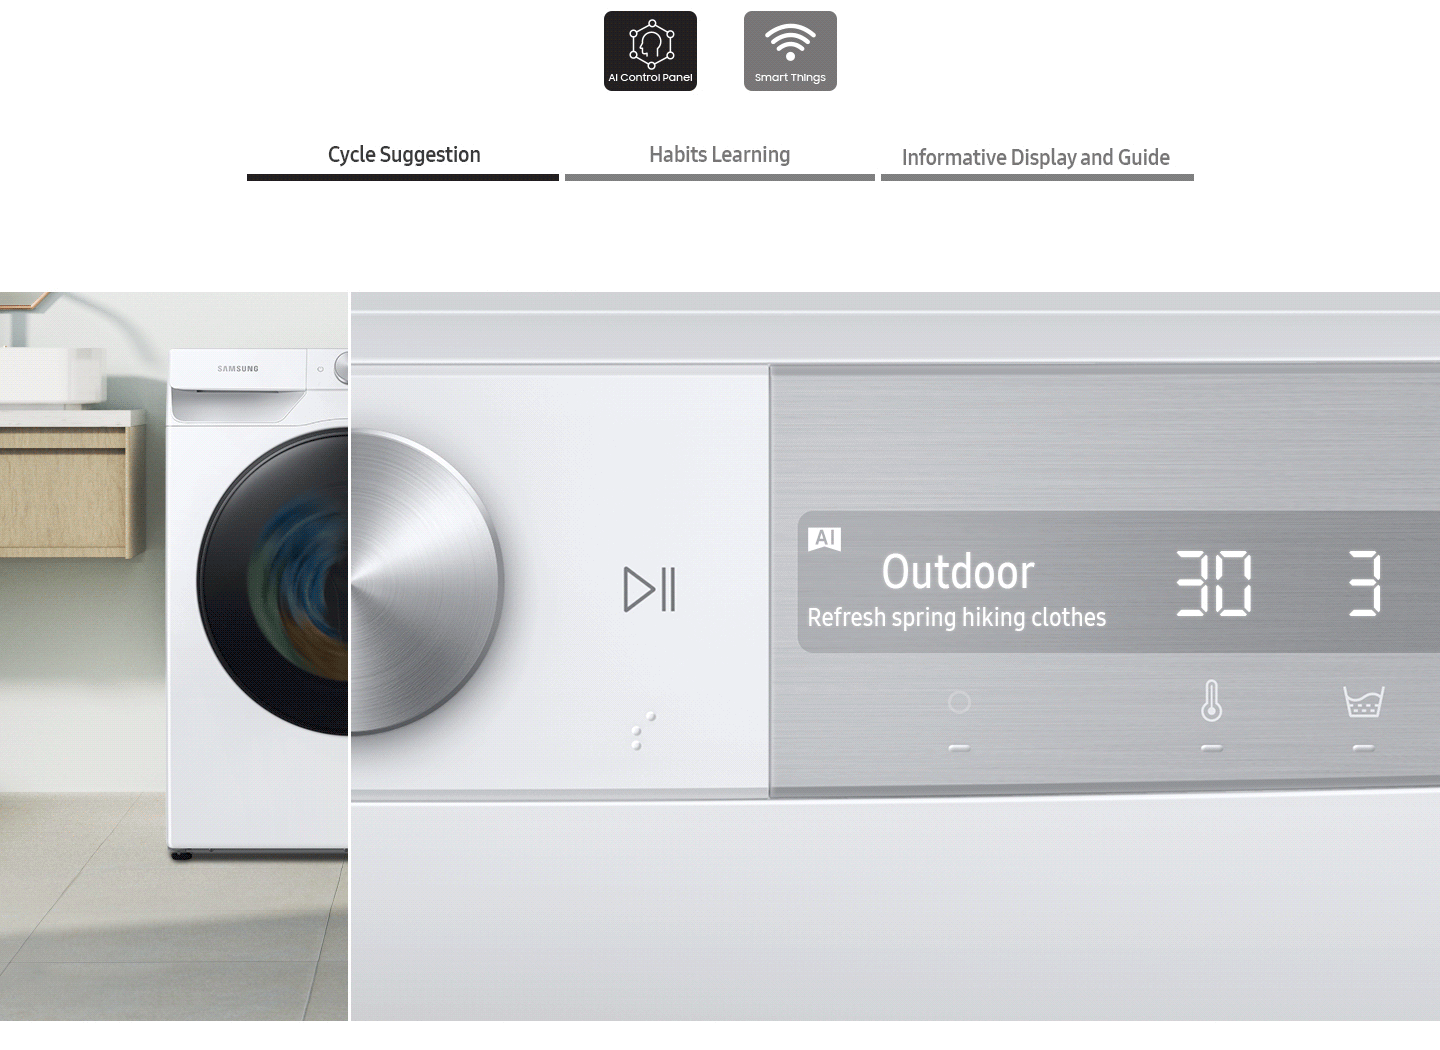 AI Control Panel
Smart Things
Cycle Suggestion
Habits Learning
Informative Display and Guide
SAMSUNG
AI
Outdoor
Refresh spring hiking clothes
30
3